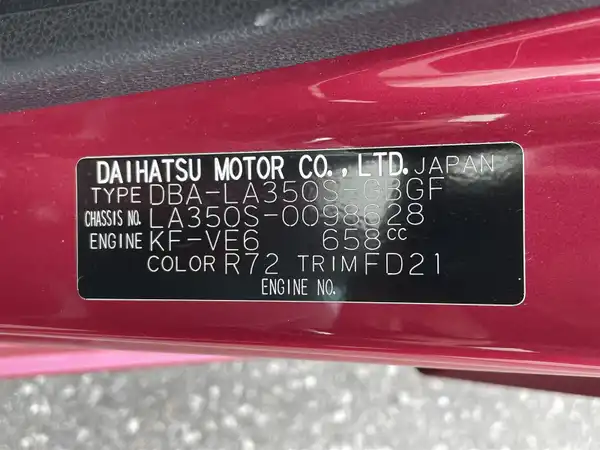 DAIHATSU MOTOR CO.,LTD. JAPAN
TYPE DBA-LA350S-GBGF
CHASSIS NO. LA350S-0098628
ENGINE KF-VE6 658CC
COLOR R72 TRIM FD21
ENGINE NO.